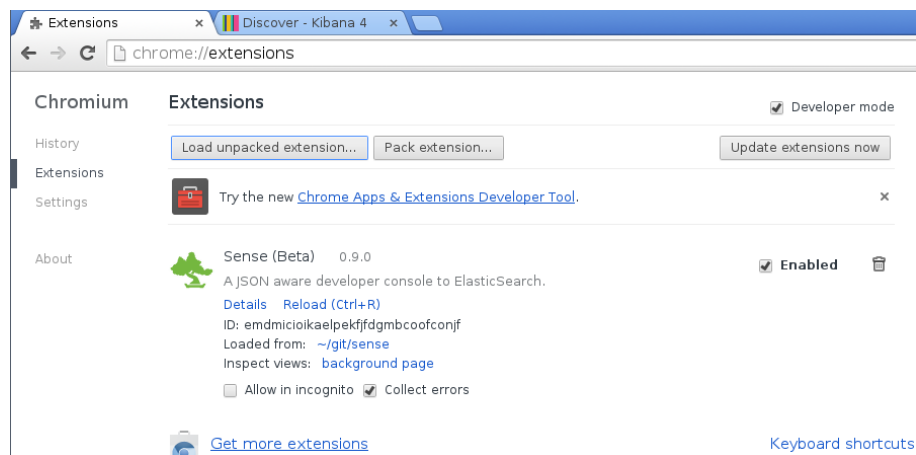 Extensions × Discover - Kibana 4 ×
chrome://extensions
Chromium Extensions Developer mode
History
Load unpacked extension... Pack extension... Update extensions now
Extensions
Settings
Try the new Chrome Apps & Extensions Developer Tool. ×
About
Sense (Beta) 0.9.0 Enabled
A JSON aware developer console to ElasticSearch.
Details Reload (Ctrl+R)
ID: emdmicioikaelpekfjfdgmbcoofconjf
Loaded from: ~/git/sense
Inspect views: background page
Allow in incognito Collect errors
Get more extensions Keyboard shortcuts